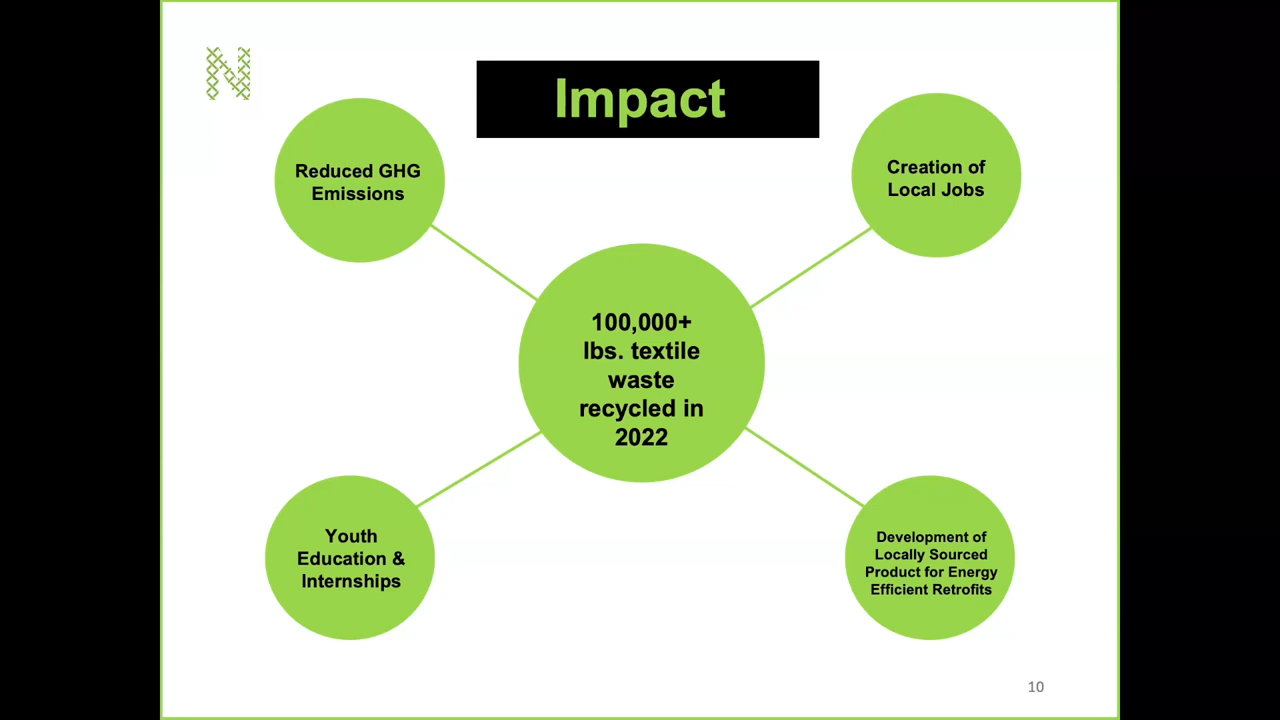 N
Impact
Reduced GHG
Emissions
Creation of
Local Jobs
100,000+
lbs. textile
waste
recycled in
2022
Youth
Education &
Internships
Development of
Locally Sourced
Product for Energy
Efficient Retrofits
10